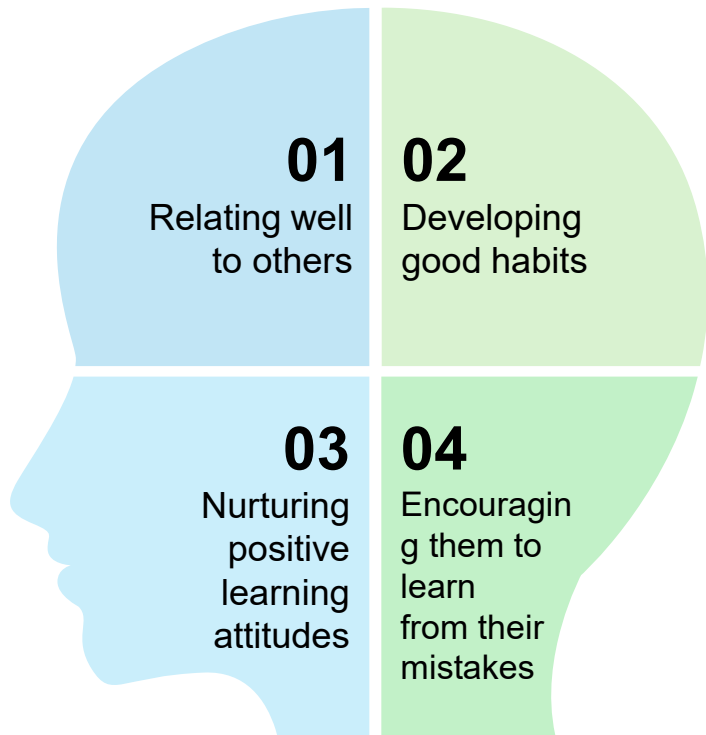 01
Relating well
to others
02
Developing
good habits
03
Nurturing
positive
learning
attitudes
04
Encouragin
g them to
learn
from their
mistakes